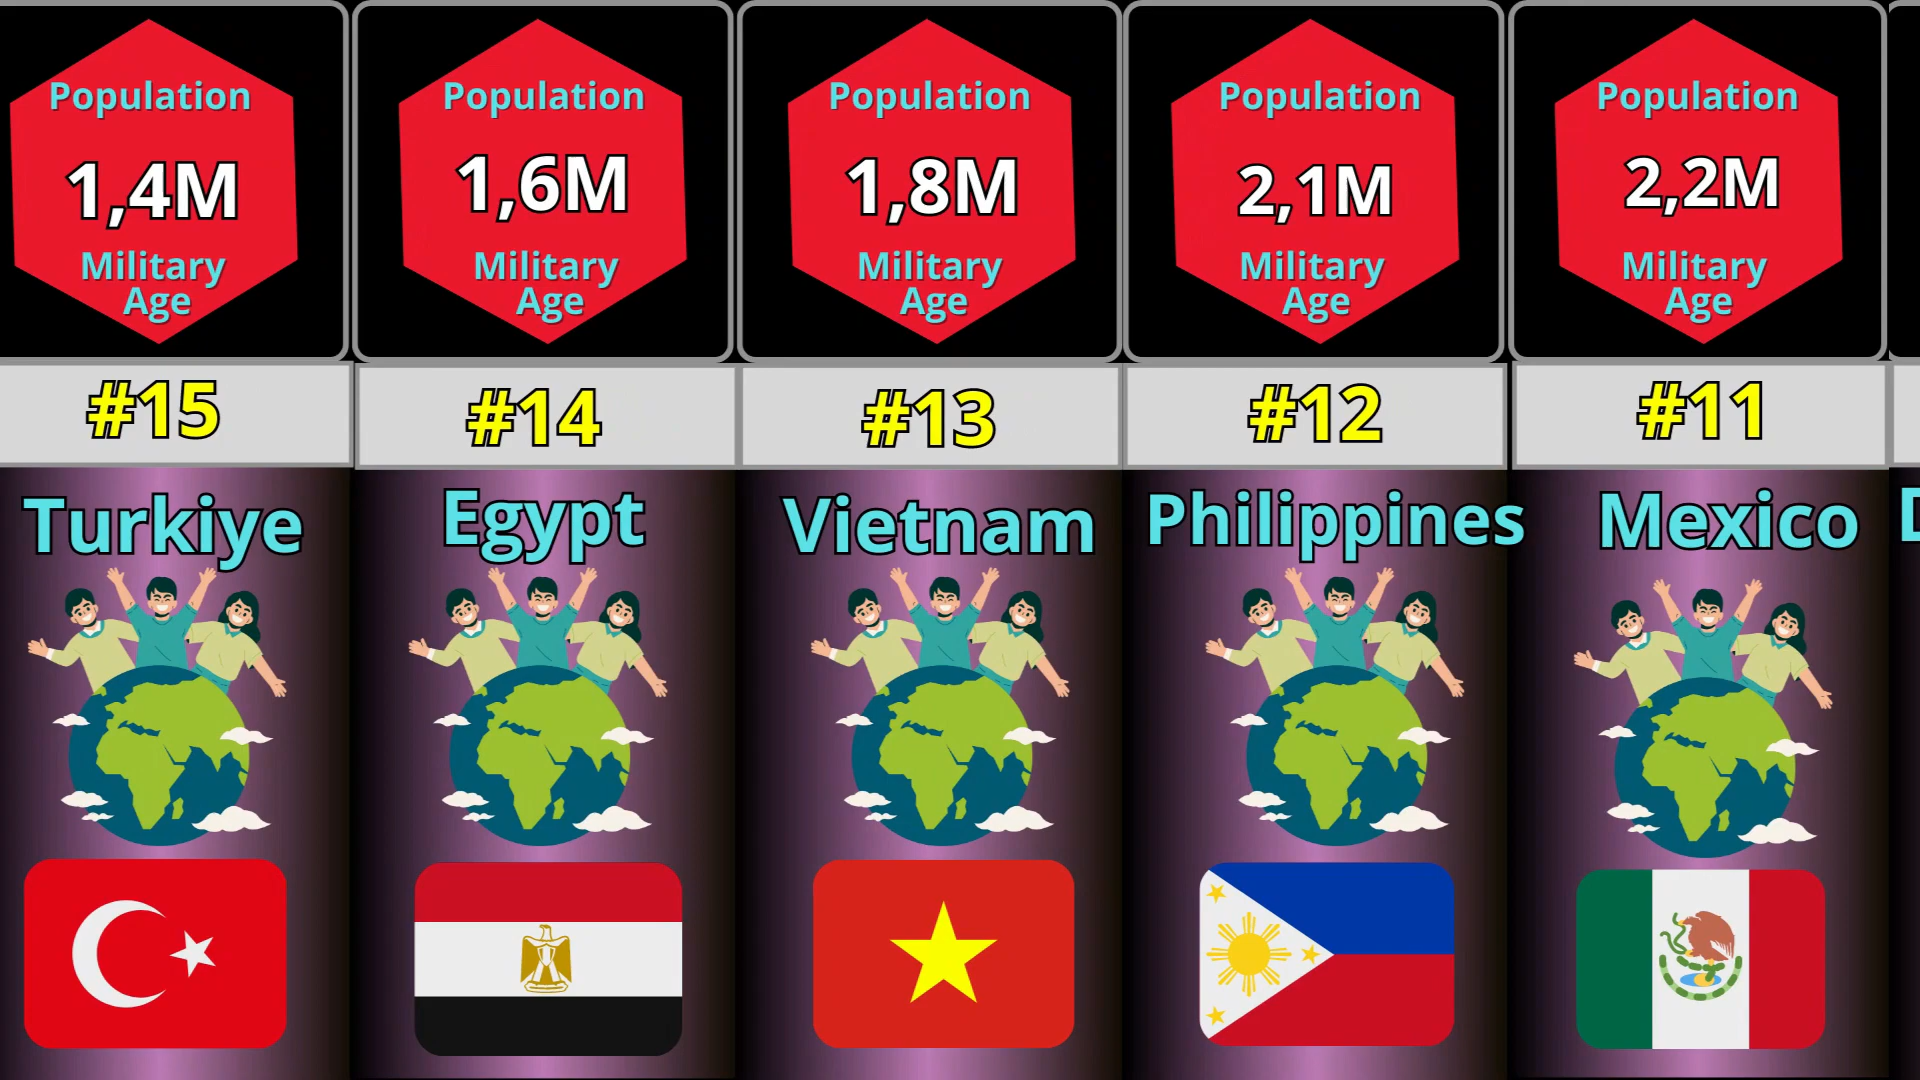 Population
1,4M
Military
Age
#15
Turkiye
Population
1,6M
Military
Age
#14
Egypt
Population
1,8M
Military
Age
#13
Vietnam
Population
2,1M
Military
Age
#12
Philippines
Population
2,2M
Military
Age
#11
Mexico